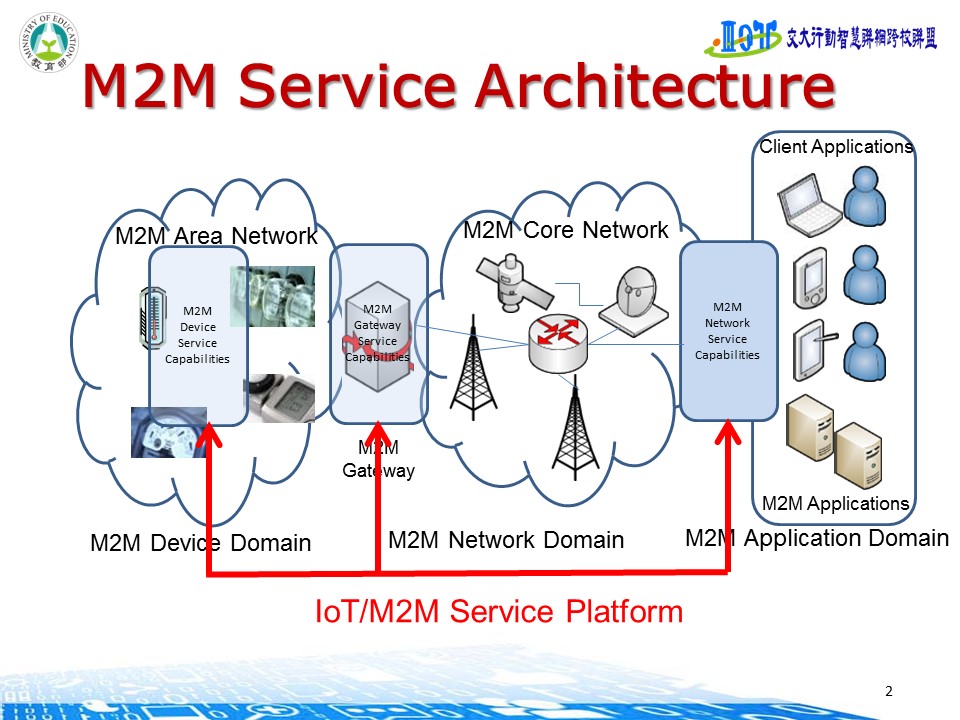 MINISTRY OF EDUCATION
教育部
IoT 交大行動智慧聯網跨校聯盟
M2M Service Architecture
Client Applications
M2M Area Network
M2M Core Network
M2M
Device
Service
Capabilities
M2M
Gateway
Service
Capabilities
M2M
Network
Service
Capabilities
M2M
Gateway
M2M Applications
M2M Device Domain
M2M Network Domain
M2M Application Domain
IoT/M2M Service Platform
2